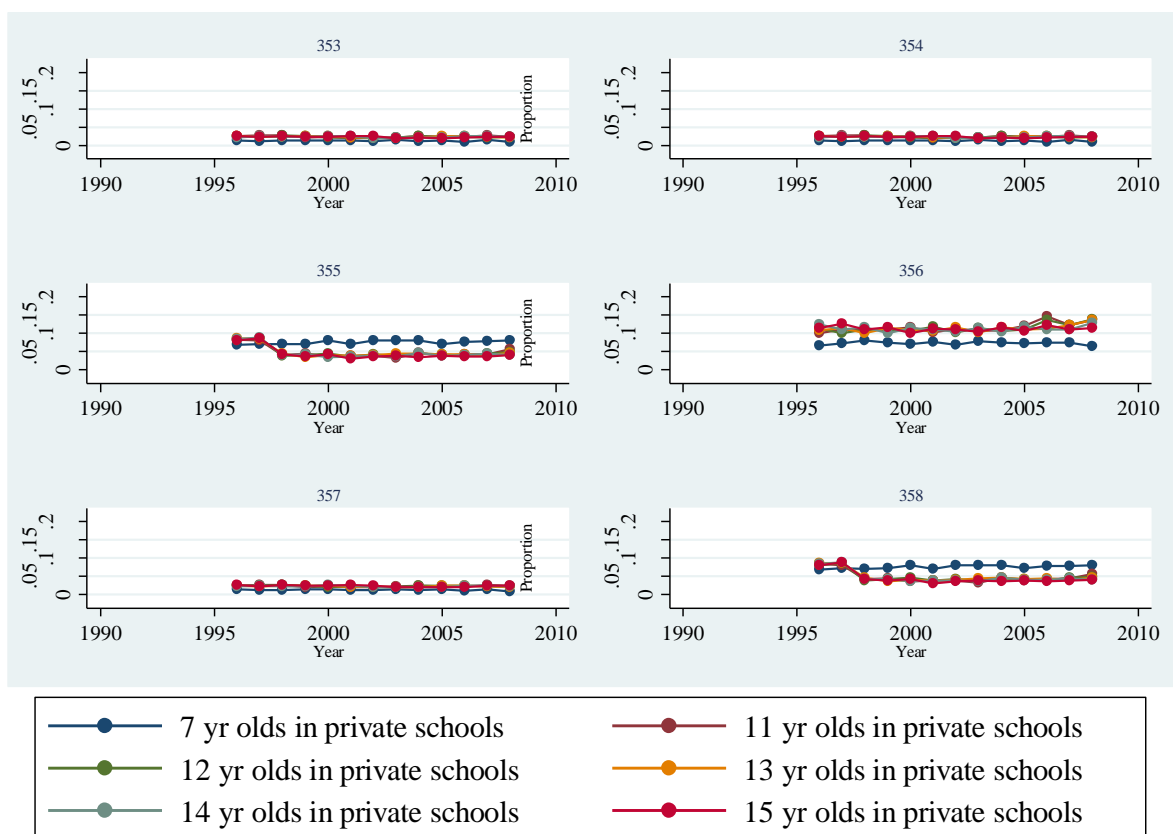 353
0 .05 .1 .15 .2
Proportion
1990 1995 2000 2005 2010
Year
354
0 .05 .1 .15 .2
1990 1995 2000 2005 2010
Year
355
0 .05 .1 .15 .2
Proportion
1990 1995 2000 2005 2010
Year
356
0 .05 .1 .15 .2
1990 1995 2000 2005 2010
Year
357
0 .05 .1 .15 .2
Proportion
1990 1995 2000 2005 2010
Year
358
0 .05 .1 .15 .2
1990 1995 2000 2005 2010
Year
7 yr olds in private schools
11 yr olds in private schools
12 yr olds in private schools
13 yr olds in private schools
14 yr olds in private schools
15 yr olds in private schools